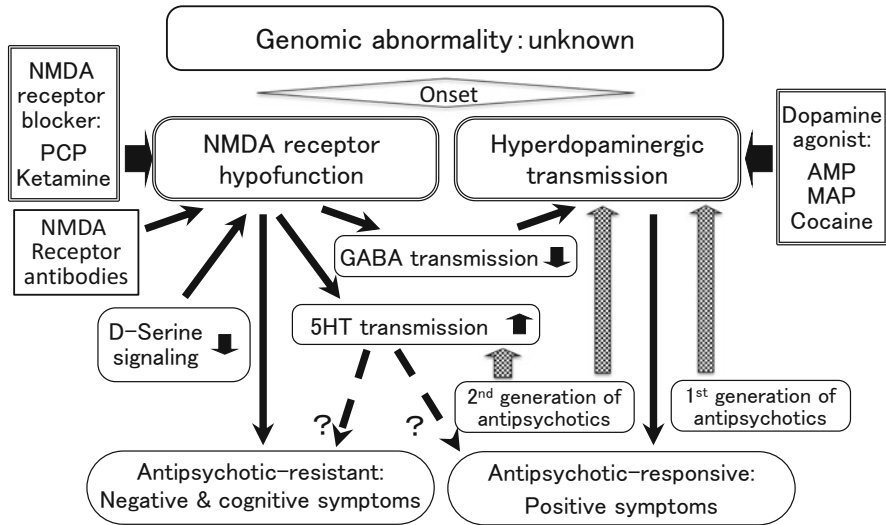 Genomic abnormality: unknown
Onset
NMDA
receptor
blocker:
PCP
Ketamine
NMDA receptor
hypofunction
Hyperdopaminergic
transmission
Dopamine
agonist:
AMP
MAP
Cocaine
NMDA
Receptor
antibodies
GABA transmission
D-Serine
signaling
5HT transmission
2nd generation of
antipsychotics
1st generation of
antipsychotics
?
?
Antipsychotic-resistant:
Negative & cognitive symptoms
Antipsychotic-responsive:
Positive symptoms